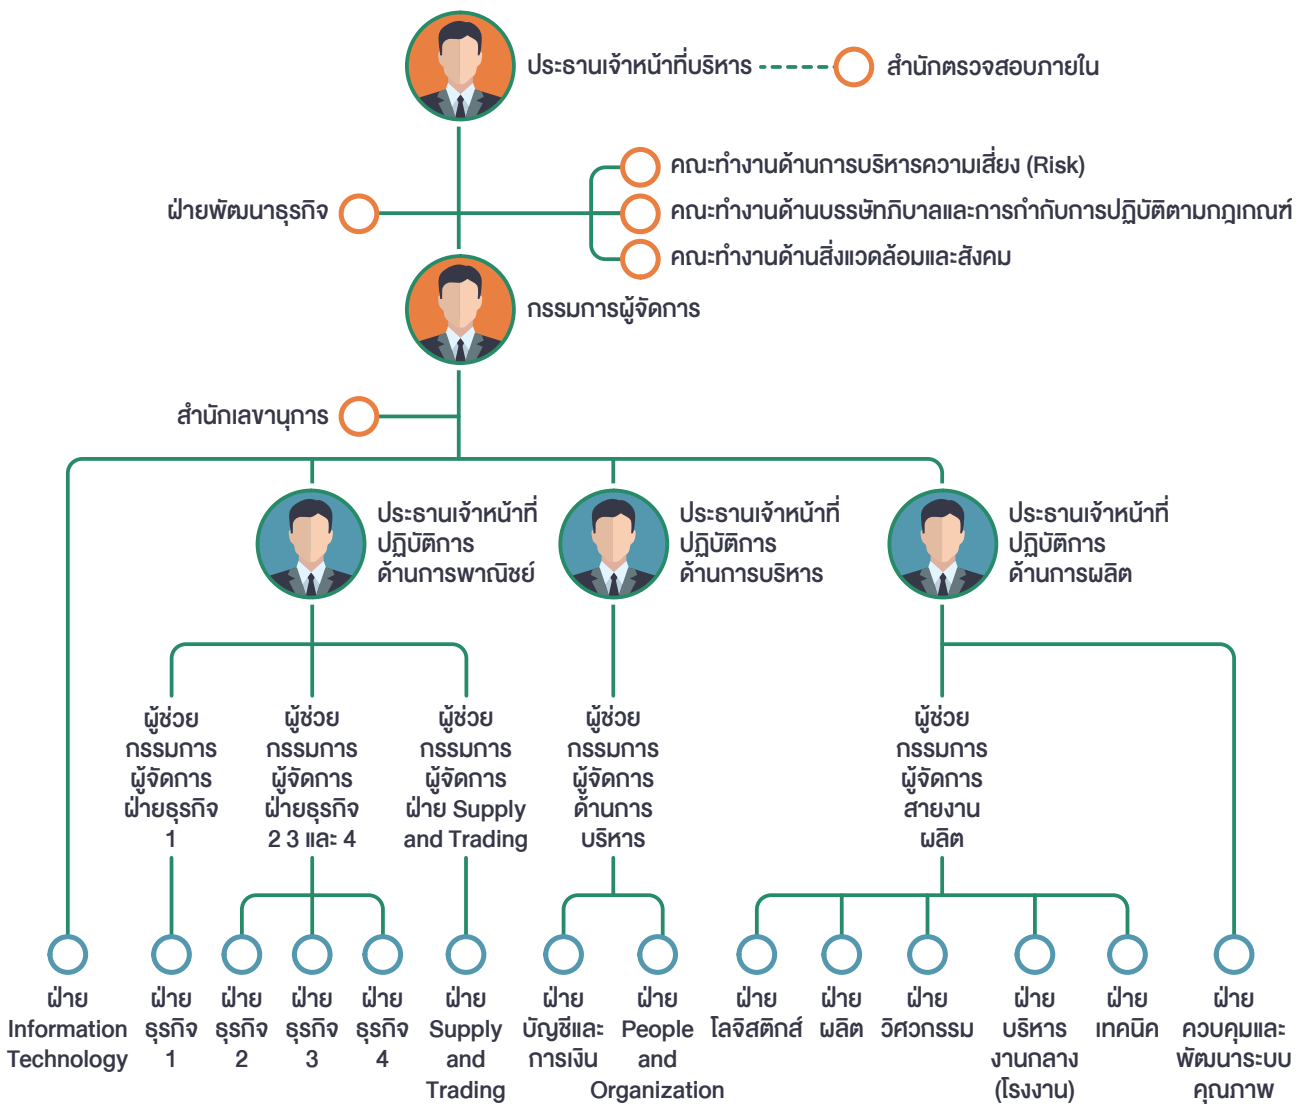 ประธานเจ้าหน้าที่บริหาร
สำนักตรวจสอบภายใน
คณะทำงานด้านการบริหารความเสี่ยง (Risk)
ฝ่ายพัฒนาธุรกิจ
คณะทำงานด้านบรรษัทภิบาลและการกำกับการปฏิบัติตามกฎเกณฑ์
คณะทำงานด้านสิ่งแวดล้อมและสังคม
กรรมการผู้จัดการ
สำนักเลขานุการ
ประธานเจ้าหน้าที่
ปฏิบัติการ
ด้านการพาณิชย์
ประธานเจ้าหน้าที่
ปฏิบัติการ
ด้านการบริหาร
ประธานเจ้าหน้าที่
ปฏิบัติการ
ด้านการผลิต
ผู้ช่วย
กรรมการ
ผู้จัดการ
ฝ่ายธุรกิจ
1
ผู้ช่วย
กรรมการ
ผู้จัดการ
ฝ่ายธุรกิจ
2 3 และ 4
ผู้ช่วย
กรรมการ
ผู้จัดการ
ฝ่าย Supply
and Trading
ผู้ช่วย
กรรมการ
ผู้จัดการ
ด้านการ
บริหาร
ผู้ช่วย
กรรมการ
ผู้จัดการ
สายงาน
ผลิต
ฝ่าย
Information
Technology
ฝ่าย
ธุรกิจ
1
ฝ่าย
ธุรกิจ
2
ฝ่าย
ธุรกิจ
3
ฝ่าย
ธุรกิจ
4
ฝ่าย
Supply
and
Trading
ฝ่าย
บัญชีและ
การเงิน
ฝ่าย
People
and
Organization
ฝ่าย
โลจิสติกส์
ฝ่าย
ผลิต
ฝ่าย
วิศวกรรม
ฝ่าย
บริหาร
งานกลาง
(โรงงาน)
ฝ่าย
เทคนิค
ฝ่าย
ควบคุมและ
พัฒนาระบบ
คุณภาพ